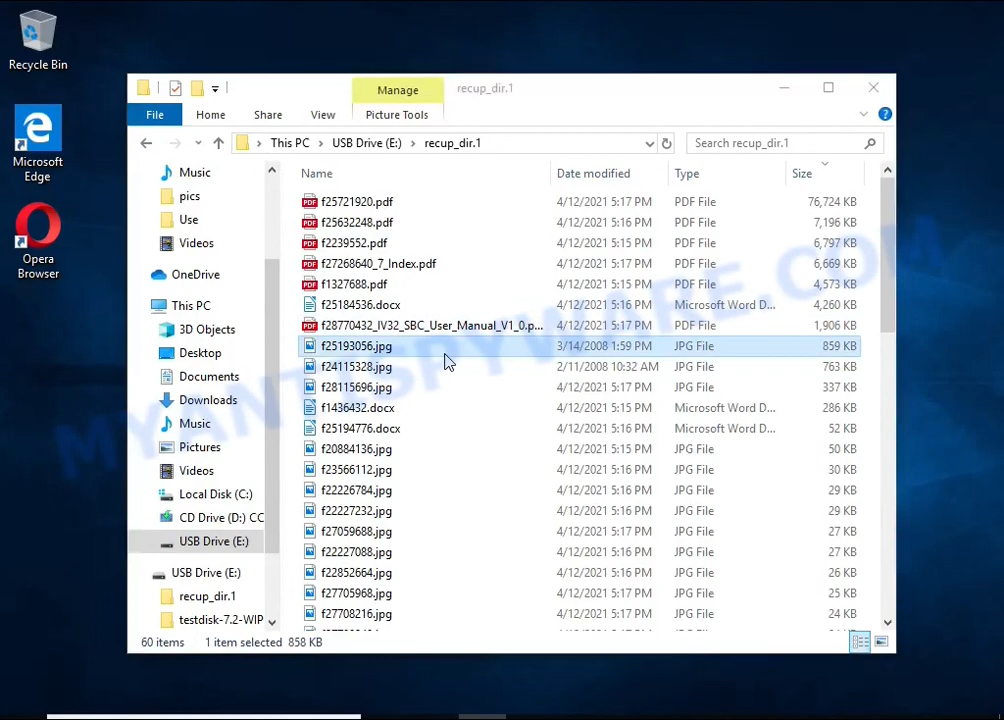 Recycle Bin
Microsoft
Edge
Opera
Browser
Manage
recup_dir.1
File
Home
Share
View
Picture Tools
This PC > USB Drive (E:) > recup_dir.1
Search recup_dir.1
Music
pics
Use
Videos
OneDrive
This PC
3D Objects
Desktop
Documents
Downloads
Music
Pictures
Videos
Local Disk (C:)
CD Drive (D:) CC
USB Drive (E:)
USB Drive (E:)
recup_dir.1
testdisk-7.2-WIP
Name Date modified Type Size
f25721920.pdf 4/12/2021 5:17 PM PDF File 76,724 KB
f25632248.pdf 4/12/2021 5:17 PM PDF File 7,196 KB
f2239552.pdf 4/12/2021 5:15 PM PDF File 6,797 KB
f27268640_7_Index.pdf 4/12/2021 5:17 PM PDF File 6,669 KB
f1327688.pdf 4/12/2021 5:15 PM PDF File 4,573 KB
f25184536.docx 4/12/2021 5:16 PM Microsoft Word D... 4,260 KB
f28770432_IV32_SBC_User_Manual_V1_0.p... 4/12/2021 5:17 PM PDF File 1,906 KB
f25193056.jpg 3/14/2008 1:59 PM JPG File 859 KB
f24115328.jpg 2/11/2008 10:32 AM JPG File 763 KB
f28115696.jpg 4/12/2021 5:17 PM JPG File 337 KB
f1436432.docx 4/12/2021 5:15 PM Microsoft Word D... 286 KB
f25194776.docx 4/12/2021 5:16 PM Microsoft Word D... 52 KB
f20884136.jpg 4/12/2021 5:15 PM JPG File 50 KB
f23566112.jpg 4/12/2021 5:16 PM JPG File 30 KB
f22226784.jpg 4/12/2021 5:16 PM JPG File 29 KB
f22227232.jpg 4/12/2021 5:16 PM JPG File 29 KB
f27059688.jpg 4/12/2021 5:17 PM JPG File 27 KB
f22227088.jpg 4/12/2021 5:16 PM JPG File 27 KB
f22852664.jpg 4/12/2021 5:16 PM JPG File 26 KB
f27705968.jpg 4/12/2021 5:17 PM JPG File 25 KB
f27708216.jpg 4/12/2021 5:17 PM JPG File 24 KB
60 items 1 item selected 858 KB
MYANTISPYWARE.COM